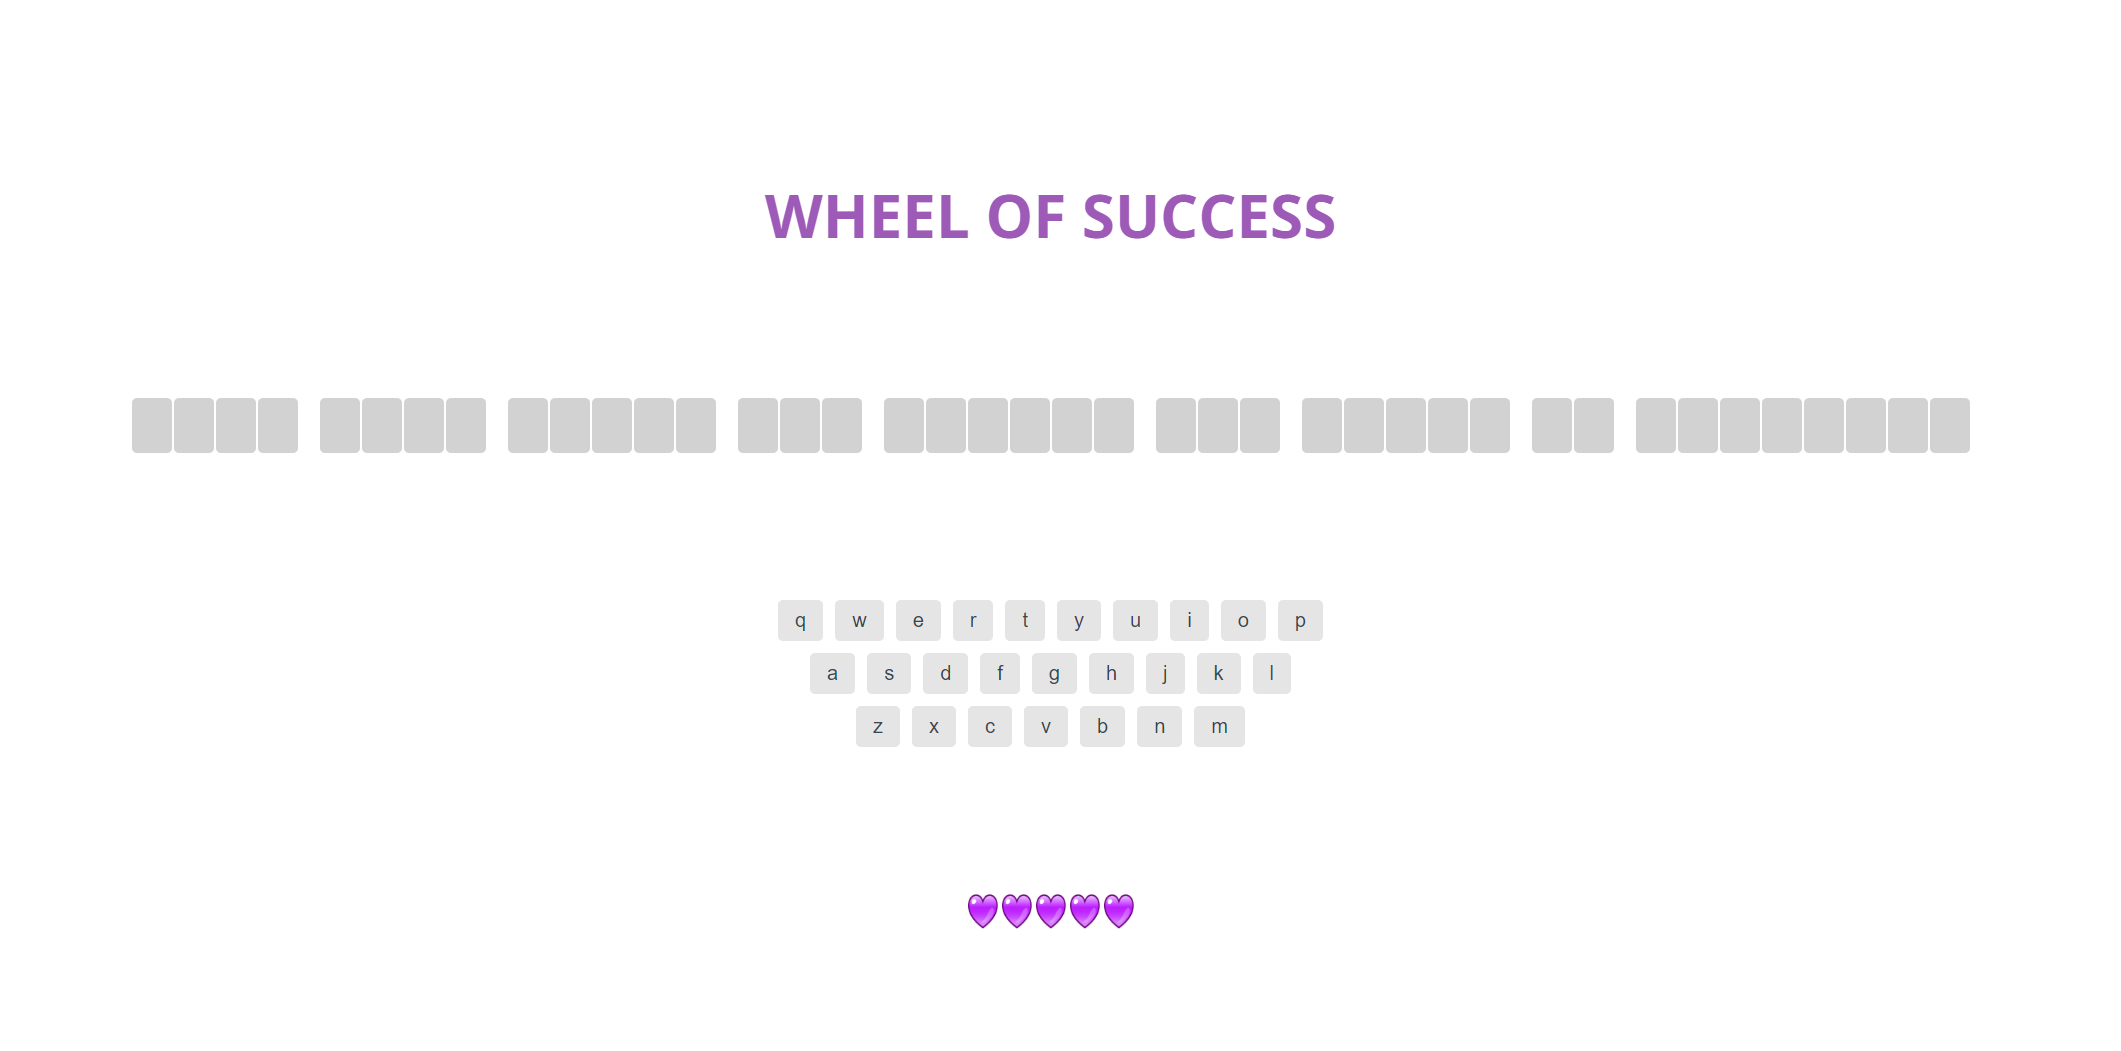 WHEEL OF SUCCESS
q w e r t y u i o p
a s d f g h j k l
z x c v b n m